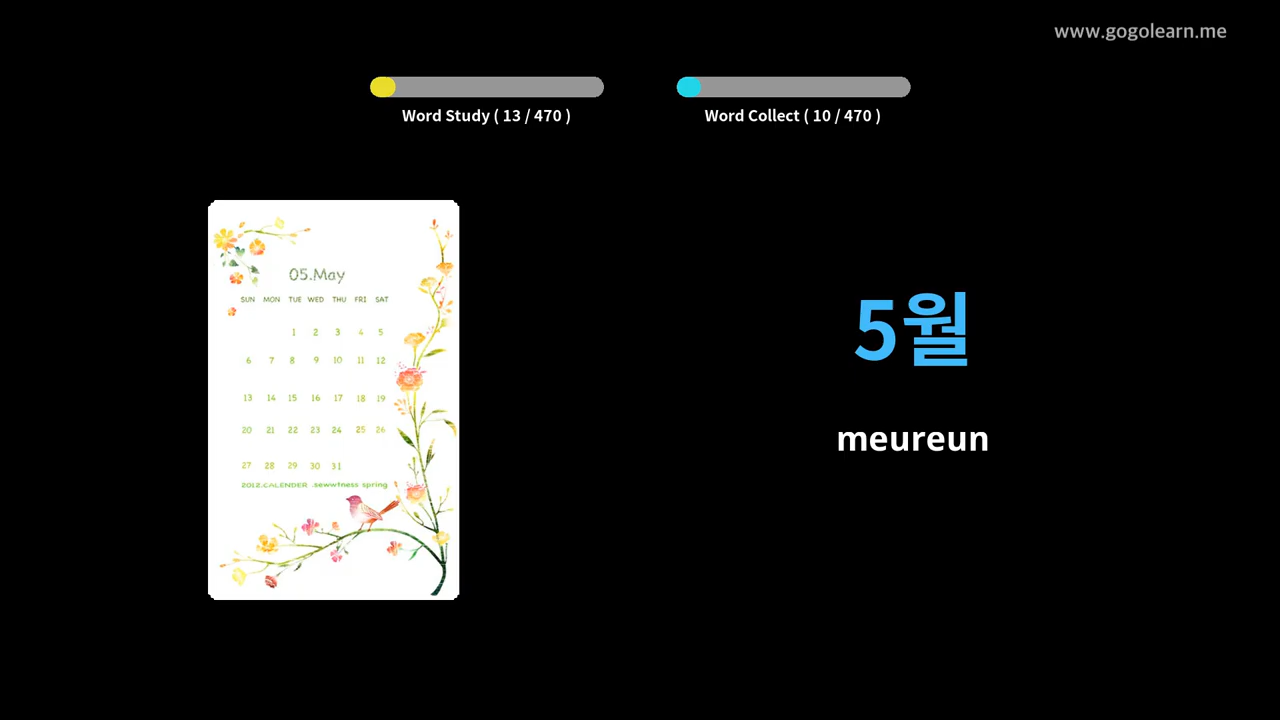 www.gogolearn.me
Word Study ( 13 / 470 )
Word Collect ( 10 / 470 )
05.May
SUN MON TUE WED THU FRI SAT
1 2 3 4 5
6 7 8 9 10 11 12
13 14 15 16 17 18 19
20 21 22 23 24 25 26
27 28 29 30 31
2012.CALENDER .sewwtness spring
5월
meureun